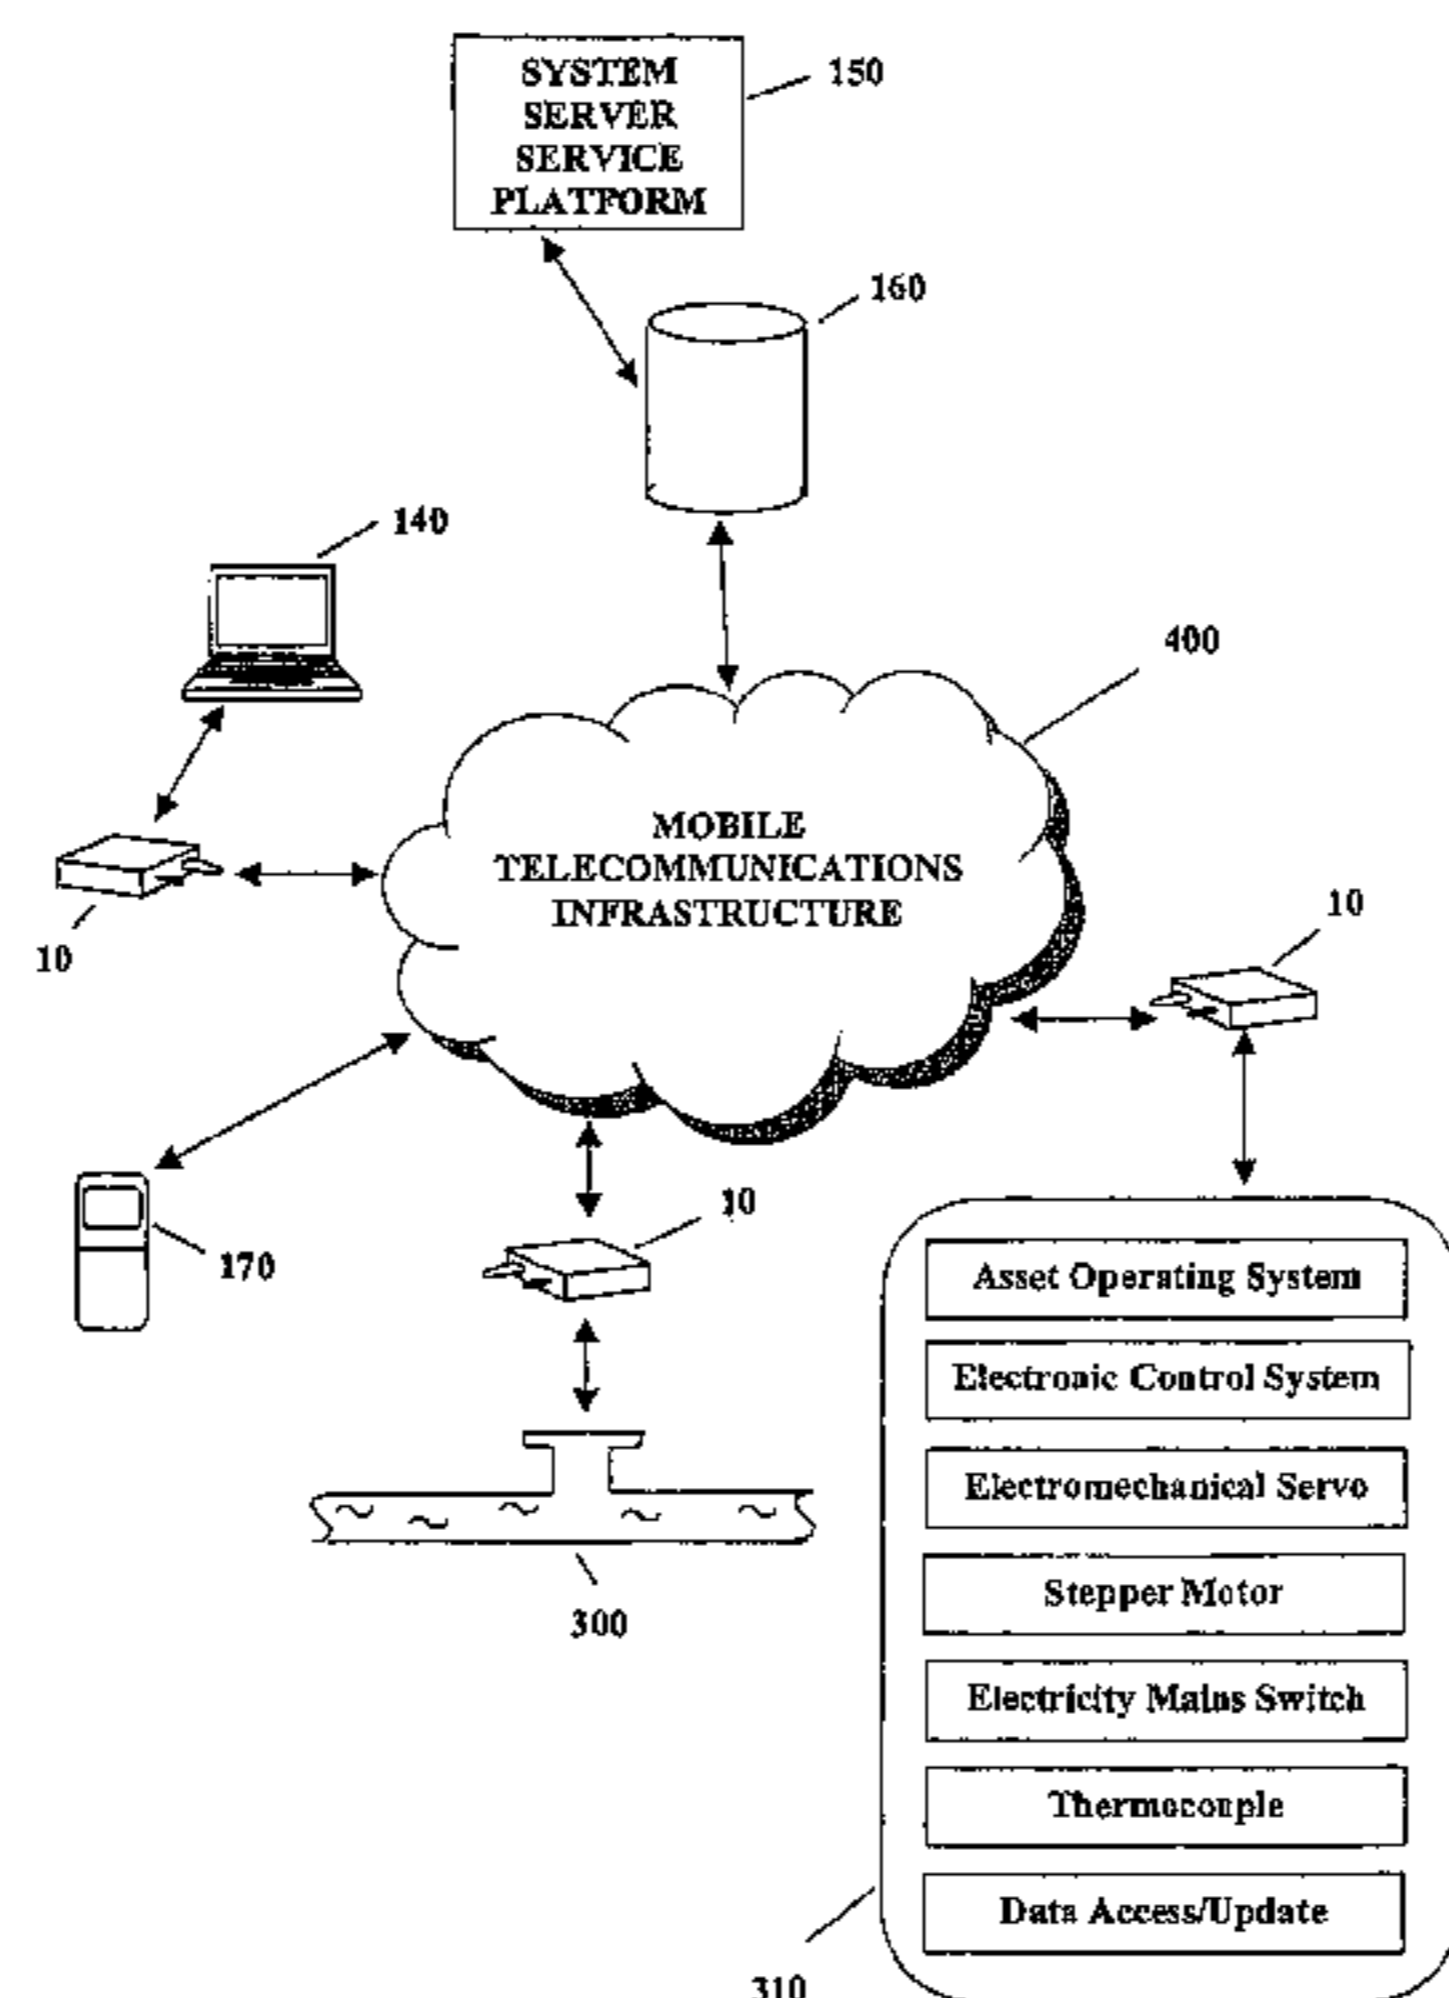 SYSTEM
SERVER
SERVICE
PLATFORM
150
160
140
400
MOBILE
TELECOMMUNICATIONS
INFRASTRUCTURE
10
10
10
170
Asset Operating System
Electronic Control System
Electromechanical Servo
300
Stepper Motor
Electricity Mains Switch
Thermocouple
Data Access/Update
310